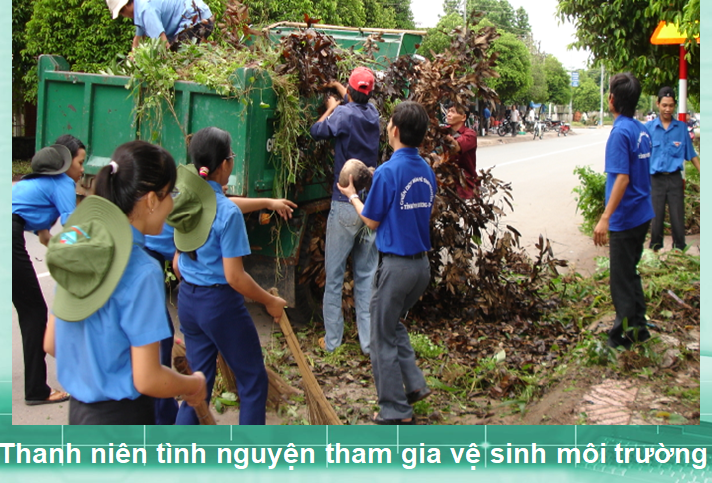 Thanh niên tình nguyện tham gia vệ sinh môi trường